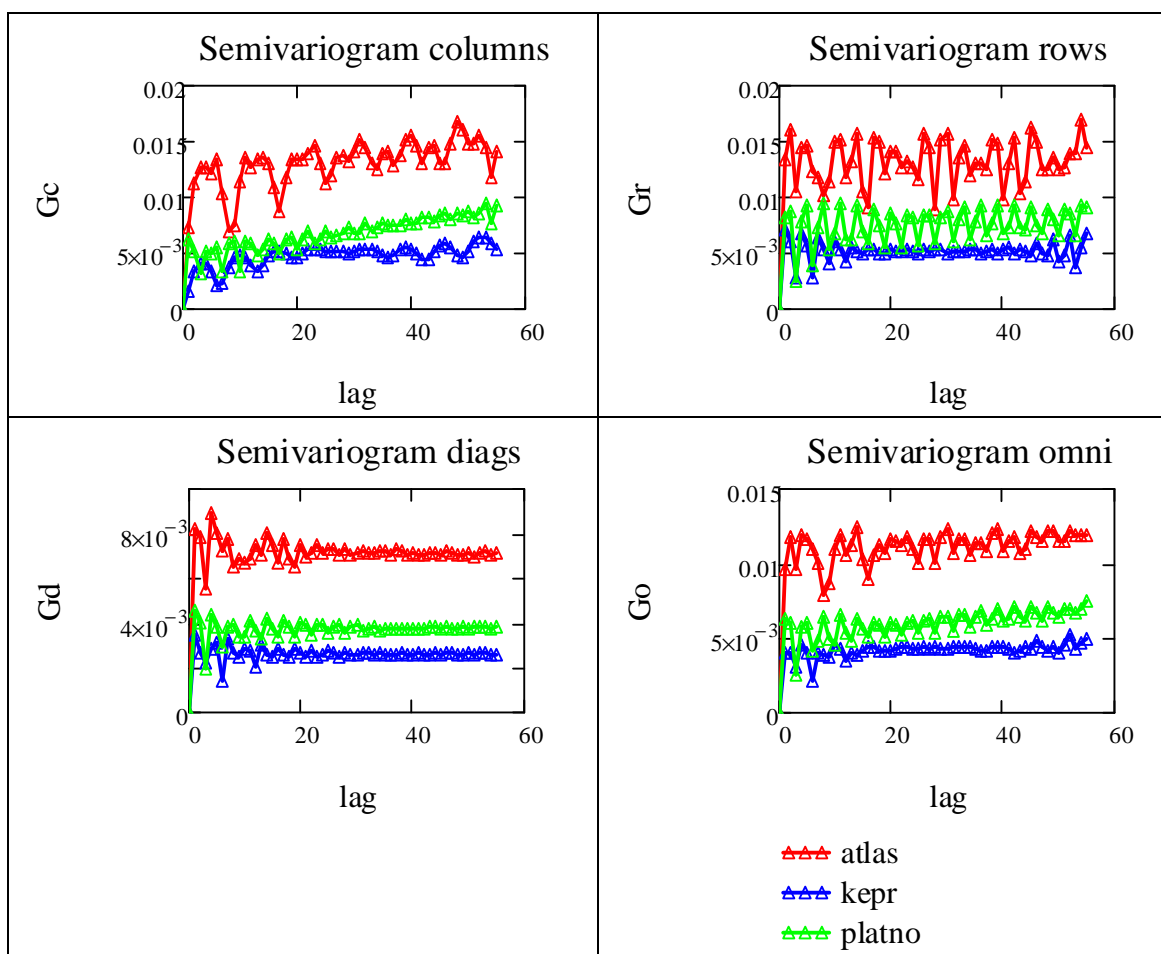 Semivariogram columns
0.02
0.015
0.01
5×10⁻³
0
Gc
0 20 40 60
lag
Semivariogram rows
0.02
0.015
0.01
5×10⁻³
0
Gr
0 20 40 60
lag
Semivariogram diags
8×10⁻³
4×10⁻³
0
Gd
0 20 40 60
lag
Semivariogram omni
0.015
0.01
5×10⁻³
0
Go
0 20 40 60
lag
atlas
kepr
platno